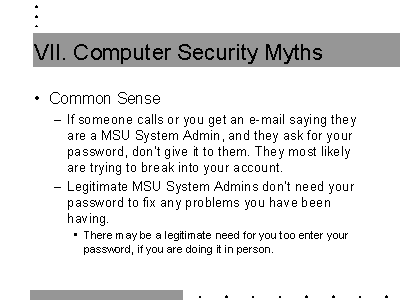 VII. Computer Security Myths
• Common Sense
– If someone calls or you get an e-mail saying they
are a MSU System Admin, and they ask for your
password, don't give it to them. They most likely
are trying to break into your account.
– Legitimate MSU System Admins don't need your
password to fix any problems you have been
having.
• There may be a legitimate need for you too enter your
password, if you are doing it in person.